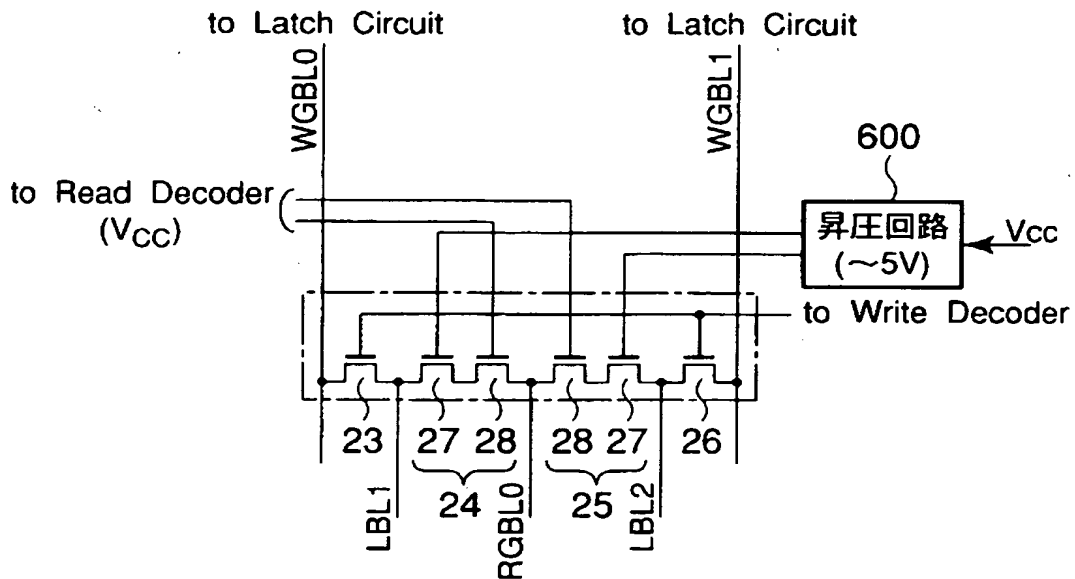 to Latch Circuit
to Latch Circuit
WGBL0
WGBL1
600
to Read Decoder
(VCC)
昇圧回路
(～5V)
Vcc
to Write Decoder
23
27
28
28
27
26
24
25
LBL1
RGBL0
LBL2